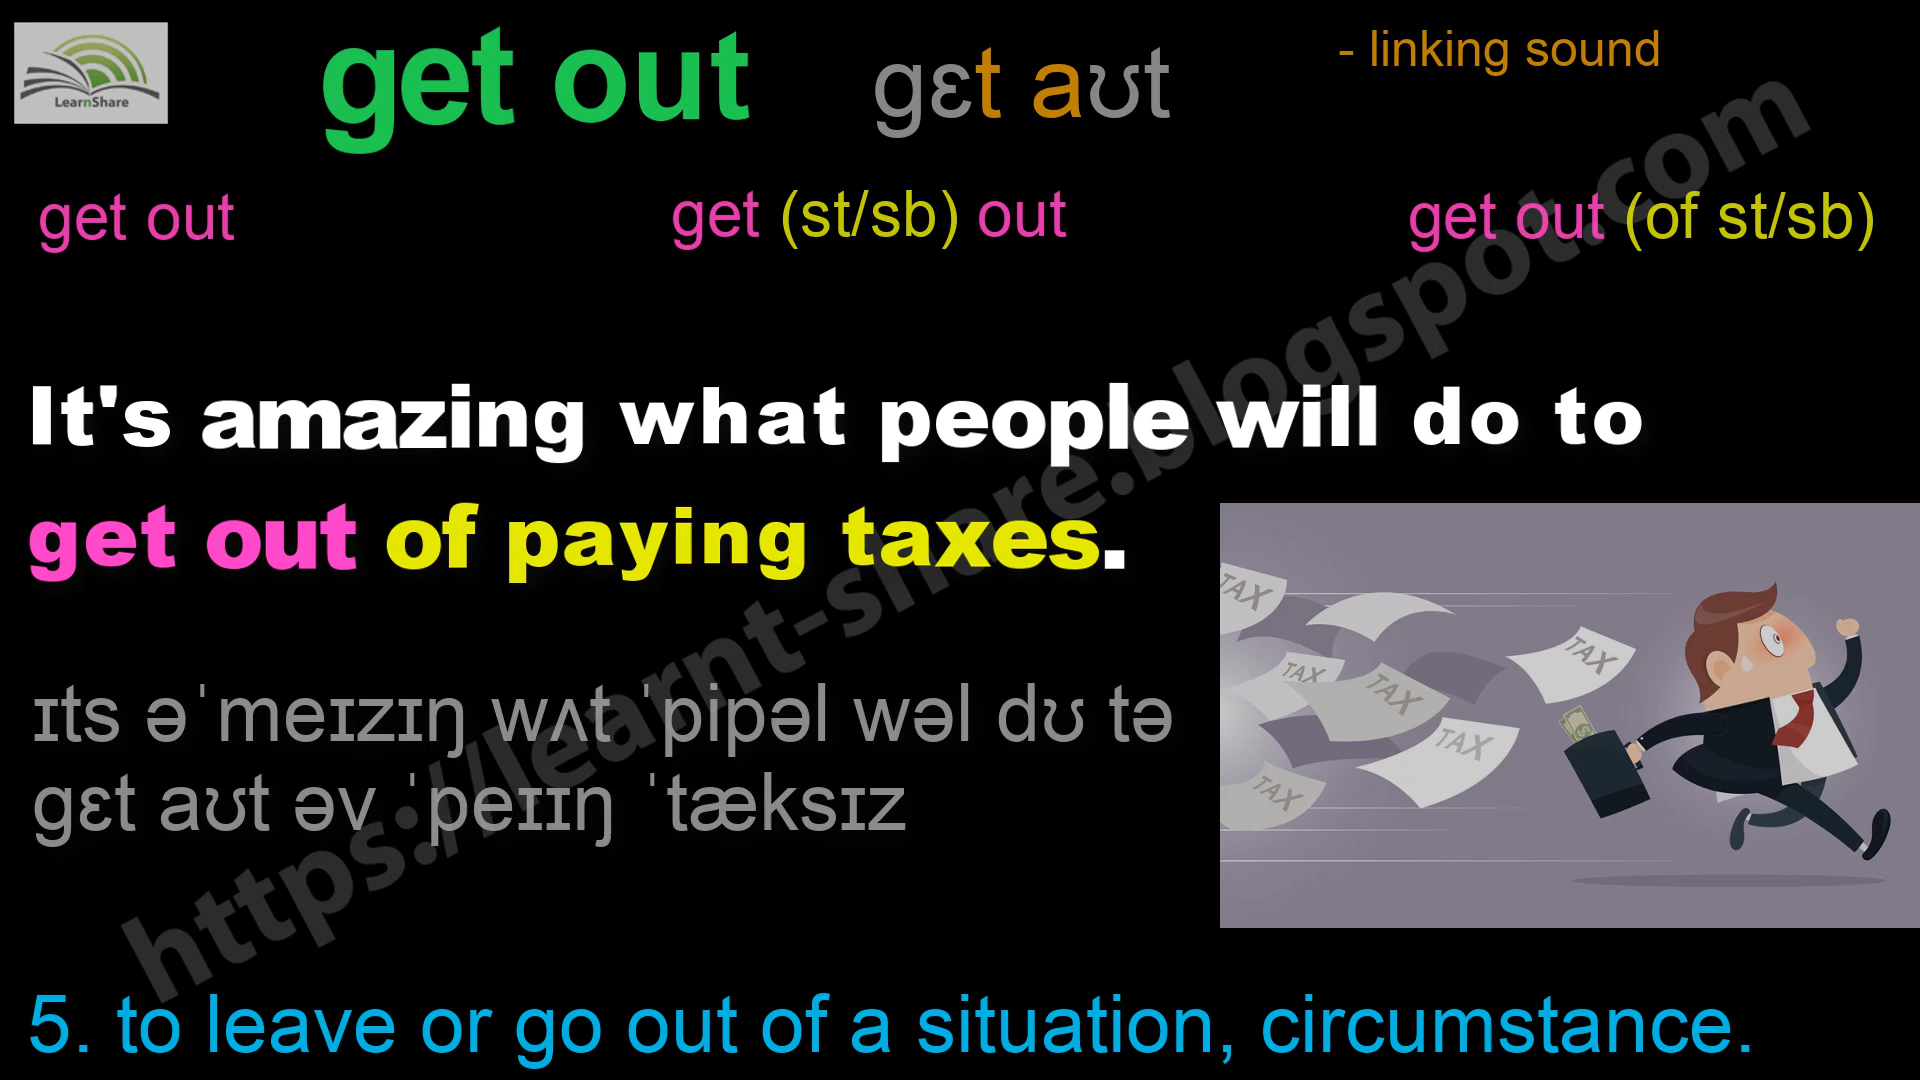 LearnShare
get out gɛt aʊt - linking sound
get out get (st/sb) out get out (of st/sb)
It's amazing what people will do to
get out of paying taxes.
ɪts əˈmeɪzɪŋ wʌt ˈpipəl wəl dʊ tə
gɛt aʊt əv ˈpeɪɪŋ ˈtæksɪz
TAX
TAX
TAX
TAX
TAX
TAX
5. to leave or go out of a situation, circumstance.
https://learnt-share.blogspot.com